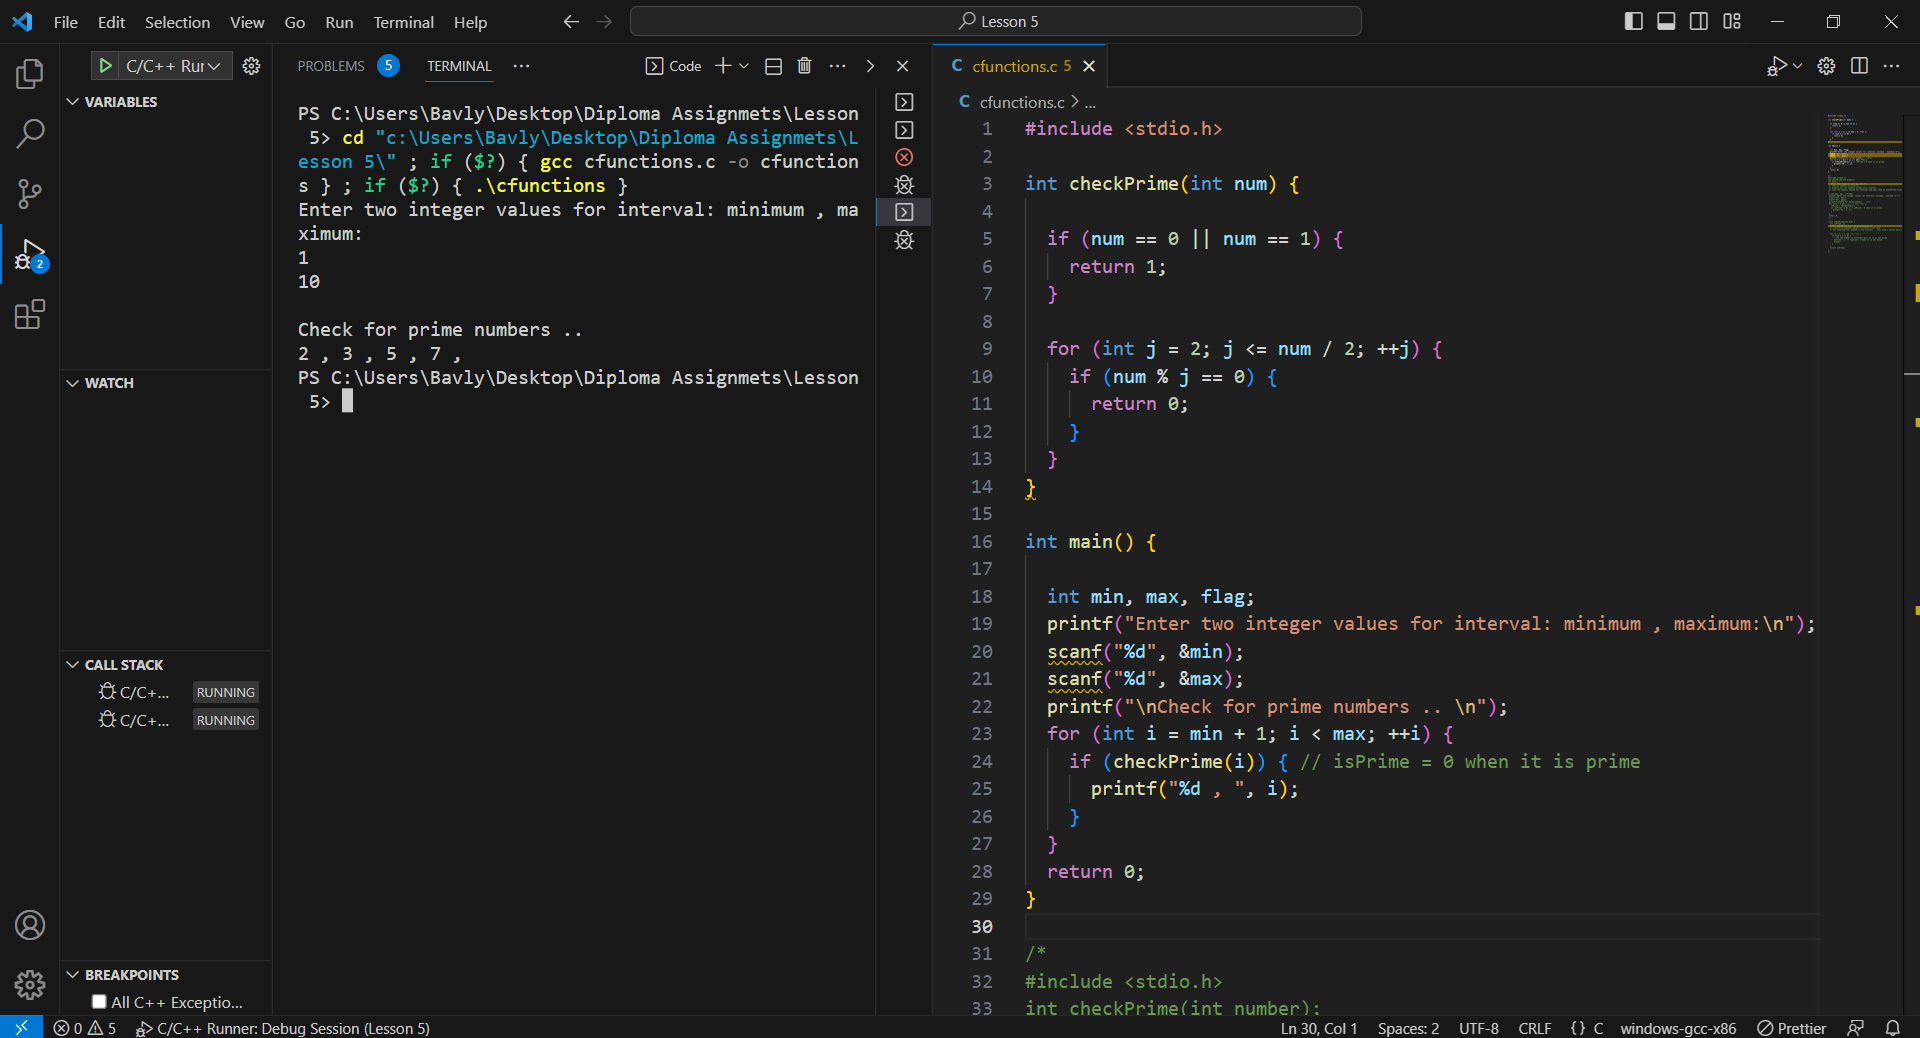 File Edit Selection View Go Run Terminal Help
Lesson 5
C/C++ Rur
VARIABLES
WATCH
CALL STACK
C/C+... RUNNING
C/C+... RUNNING
BREAKPOINTS
All C++ Exceptio...
PROBLEMS 5 TERMINAL ...
Code
PS C:\Users\Bavly\Desktop\Diploma Assignmets\Lesson
5> cd "c:\Users\Bavly\Desktop\Diploma Assignmets\L
esson 5\" ; if ($?) { gcc cfunctions.c -o cfunction
s } ; if ($?) { .\cfunctions }
Enter two integer values for interval: minimum , ma
ximum:
1
10
Check for prime numbers ..
2 , 3 , 5 , 7 ,
PS C:\Users\Bavly\Desktop\Diploma Assignmets\Lesson
5>
2
C cfunctions.c 5
C cfunctions.c > ...
1 #include <stdio.h>
2
3 int checkPrime(int num) {
4
5 if (num == 0 || num == 1) {
6 return 1;
7 }
8
9 for (int j = 2; j <= num / 2; ++j) {
10 if (num % j == 0) {
11 return 0;
12 }
13 }
14 }
15
16 int main() {
17
18 int min, max, flag;
19 printf("Enter two integer values for interval: minimum , maximum:\n");
20 scanf("%d", &min);
21 scanf("%d", &max);
22 printf("\nCheck for prime numbers .. \n");
23 for (int i = min + 1; i < max; ++i) {
24 if (checkPrime(i)) { // isPrime = 0 when it is prime
25 printf("%d , ", i);
26 }
27 }
28 return 0;
29 }
30
31 /*
32 #include <stdio.h>
33 int checkPrime(int number);
0 5 C/C++ Runner: Debug Session (Lesson 5)
Ln 30, Col 1 Spaces: 2 UTF-8 CRLF {} C windows-gcc-x86 Prettier